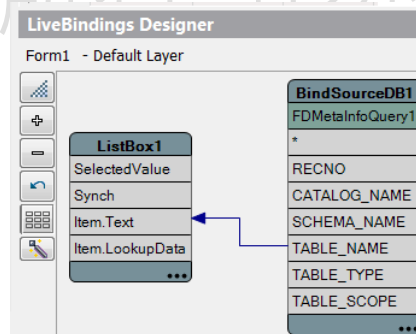 LiveBindings Designer
Form1 - Default Layer
ListBox1
SelectedValue
Synch
Item.Text
Item.LookupData
BindSourceDB1
FDMetaInfoQuery1
*
RECNO
CATALOG_NAME
SCHEMA_NAME
TABLE_NAME
TABLE_TYPE
TABLE_SCOPE